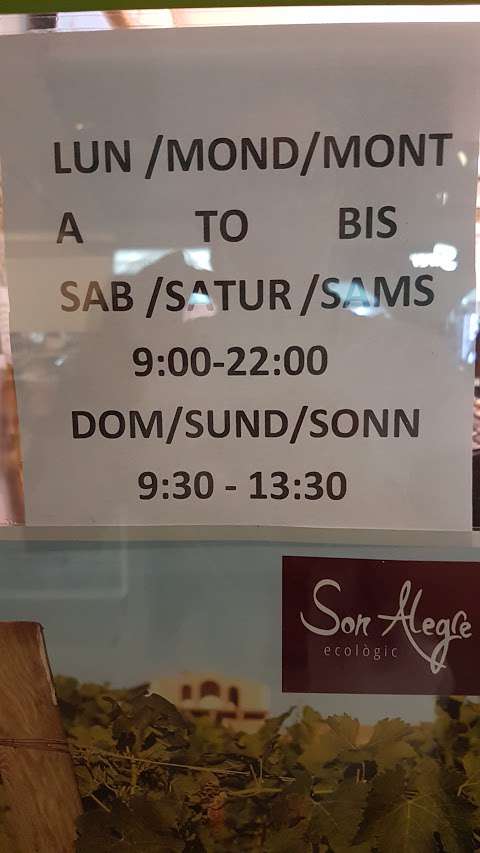 LUN /MOND/MONT
A TO BIS
SAB /SATUR /SAMS
9:00-22:00
DOM/SUND/SONN
9:30 - 13:30
Son Alegre
ecològic